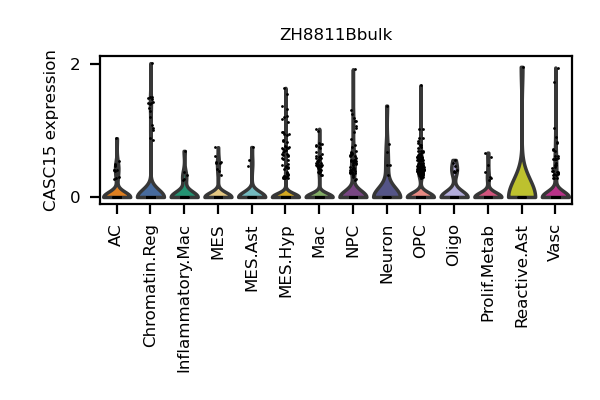 ZH8811Bbulk
CASC15 expression
2
0
AC
Chromatin.Reg
Inflammatory.Mac
MES
MES.Ast
MES.Hyp
Mac
NPC
Neuron
OPC
Oligo
Prolif.Metab
Reactive.Ast
Vasc